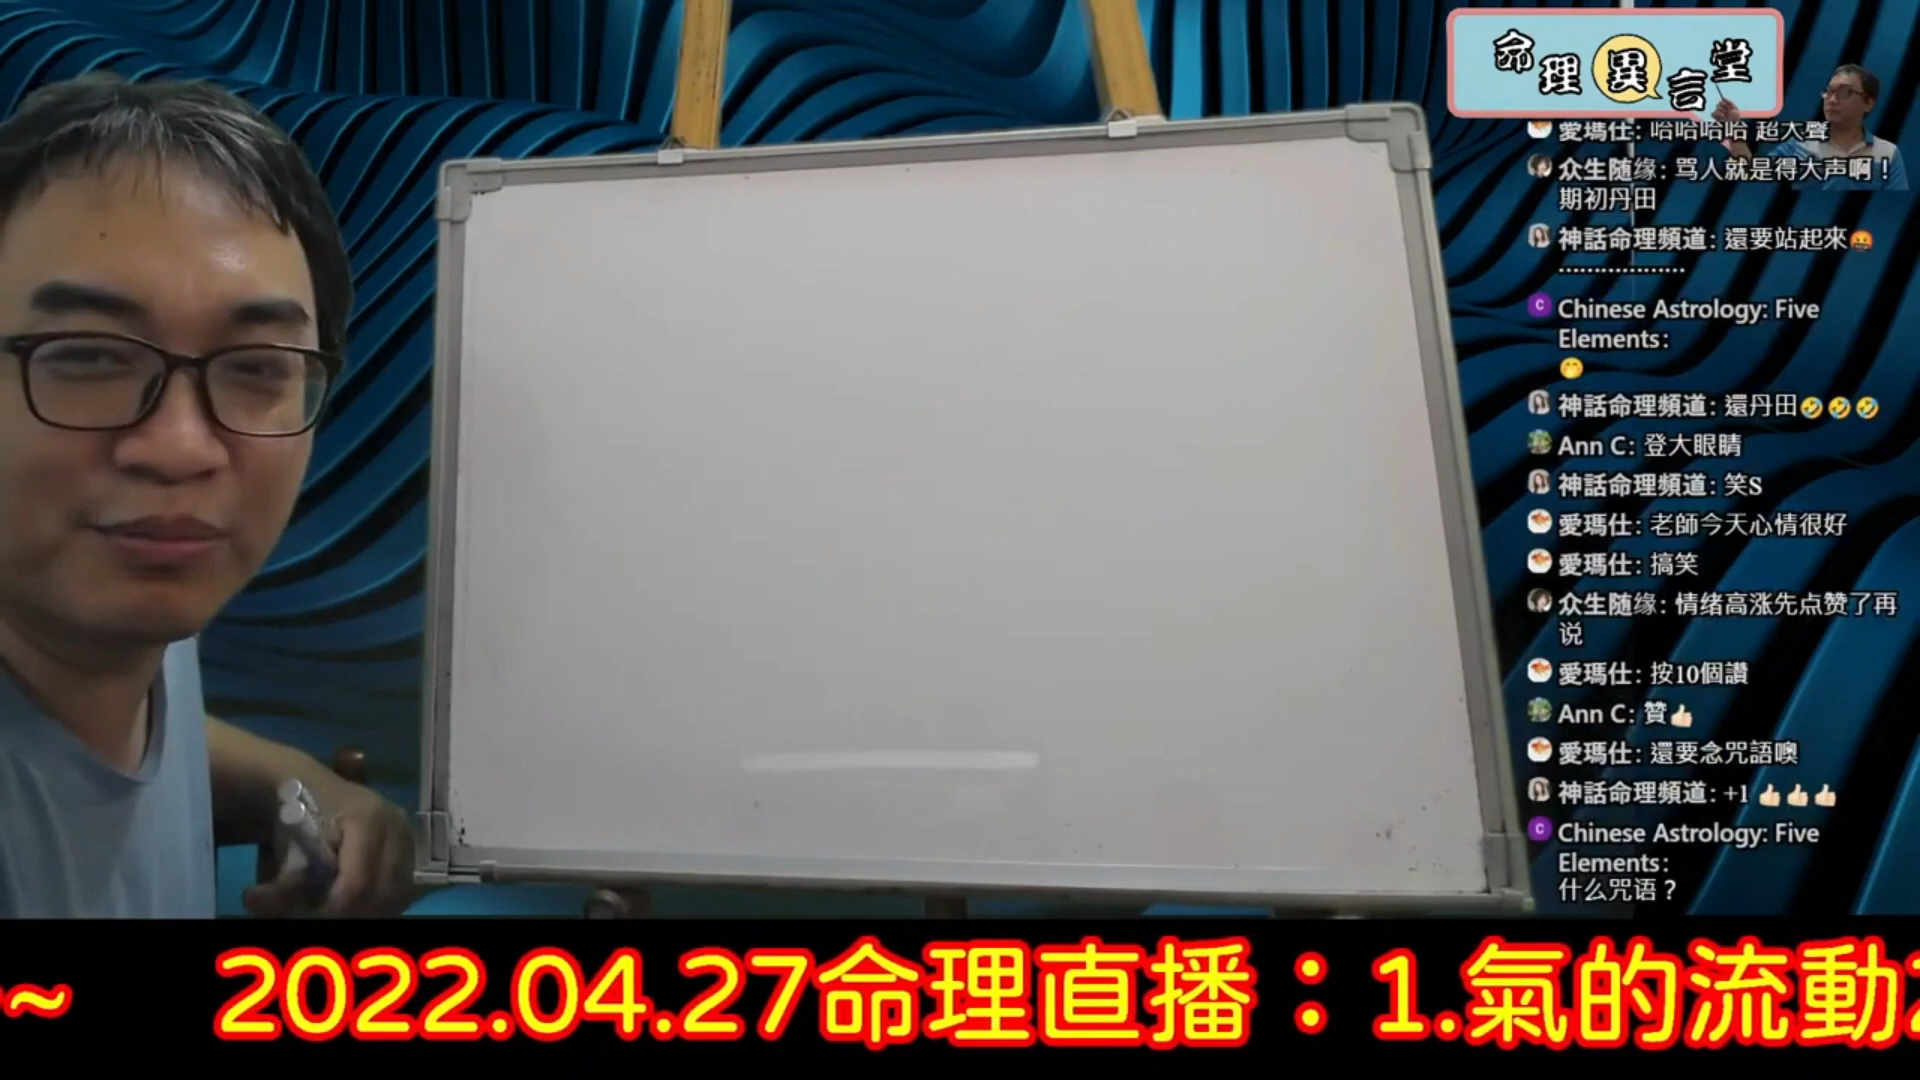 命理異言堂
愛瑪仕: 哈哈哈哈 超大聲
众生随缘: 骂人就是得大声啊！
期初丹田
神話命理頻道: 還要站起來🤬
..................
Chinese Astrology: Five
Elements:
🤭
神話命理頻道: 還丹田🤣🤣🤣
Ann C: 登大眼睛
神話命理頻道: 笑S
愛瑪仕: 老師今天心情很好
愛瑪仕: 搞笑
众生随缘: 情绪高涨先点赞了再
说
愛瑪仕: 按10個讚
Ann C: 贊👍🏻
愛瑪仕: 還要念咒語噢
神話命理頻道: +1 👍🏻👍🏻👍🏻
Chinese Astrology: Five
Elements:
什么咒语？
~ 2022.04.27命理直播：1.氣的流動